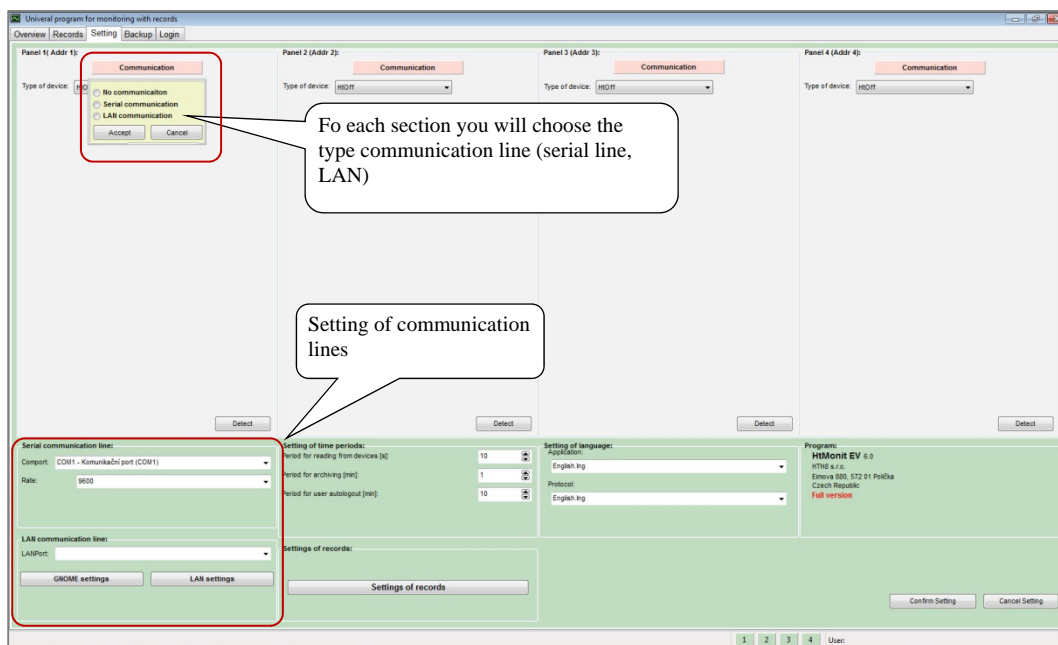 Univeral program for monitoring with records
Overview Records Setting Backup Login
Panel 1( Addr 1):
Communication
Type of device:
No communicaiton
Serial communication
LAN communication
Accept Cancel
Panel 2 (Addr 2):
Communication
Type of device: HtOff
Panel 3 (Addr 3):
Communication
Type of device: HtOff
Panel 4 (Addr 4):
Communication
Type of device: HtOff
Fo each section you will choose the
type communication line (serial line,
LAN)
Setting of communication
lines
Detect Detect Detect Detect
Serial communication line:
Comport: COM1 - Komunikační port (COM1)
Rate: 9600
LAN communication line:
LANPort:
GNOME settings LAN settings
Setting of time periods:
Period for reading from devices [s]: 10
Period for archiving [min]: 1
Period for user autologout [min]: 10
Settings of records:
Settings of records
Setting of language:
Application:
English.lng
Protocol:
English.lng
Program:
HtMonit EV 6.0
HTH8 s.r.o.
Eimova 880, 572 01 Polička
Czech Republic
Full version
Confirm Setting Cancel Setting
1 2 3 4 User: